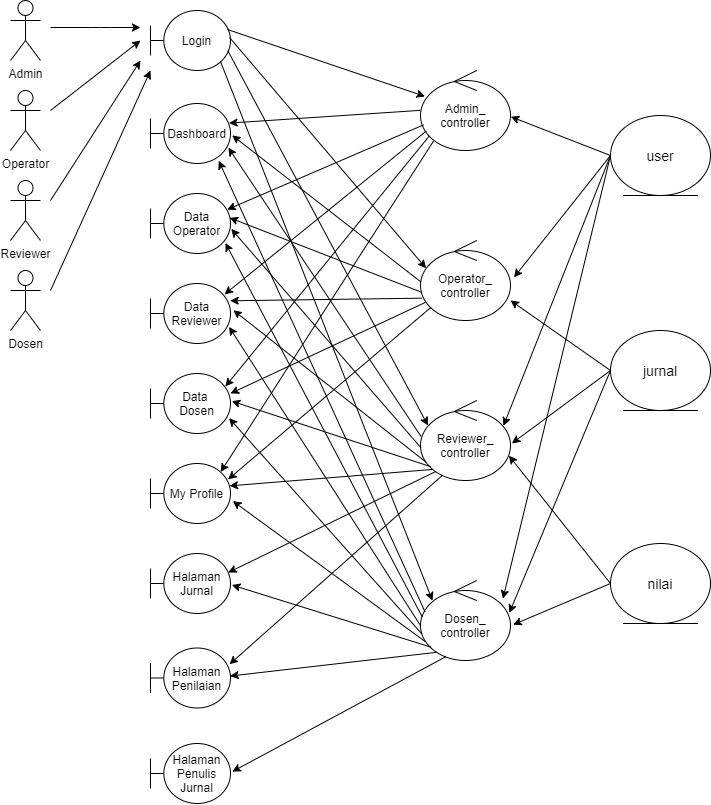 Admin
Operator
Reviewer
Dosen
Login
Dashboard
Data
Operator
Data
Reviewer
Data
Dosen
My Profile
Halaman
Jurnal
Halaman
Penilaian
Halaman
Penulis
Jurnal
Admin_
controller
Operator_
controller
Reviewer_
controller
Dosen_
controller
user
jurnal
nilai